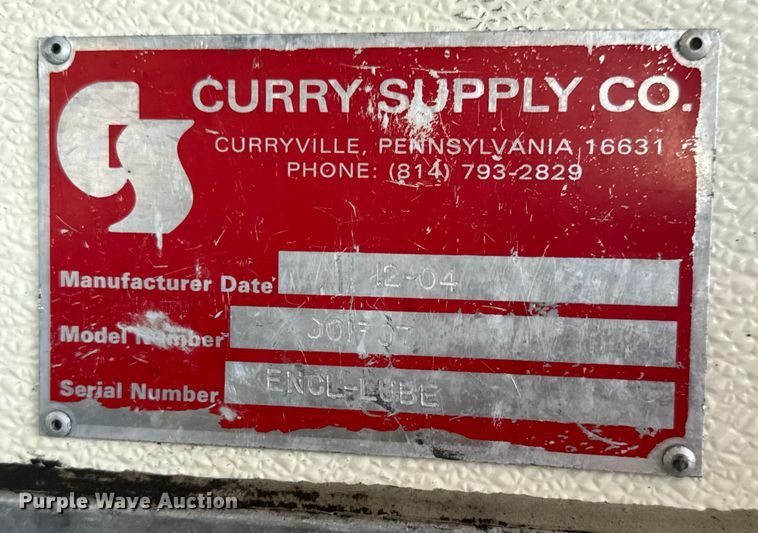 CURRY SUPPLY CO.
CURRYVILLE, PENNSYLVANIA 16631
PHONE: (814) 793-2829
Manufacturer Date 12-04
Model Number
Serial Number ENCL-LUBE
Purple Wave Auction